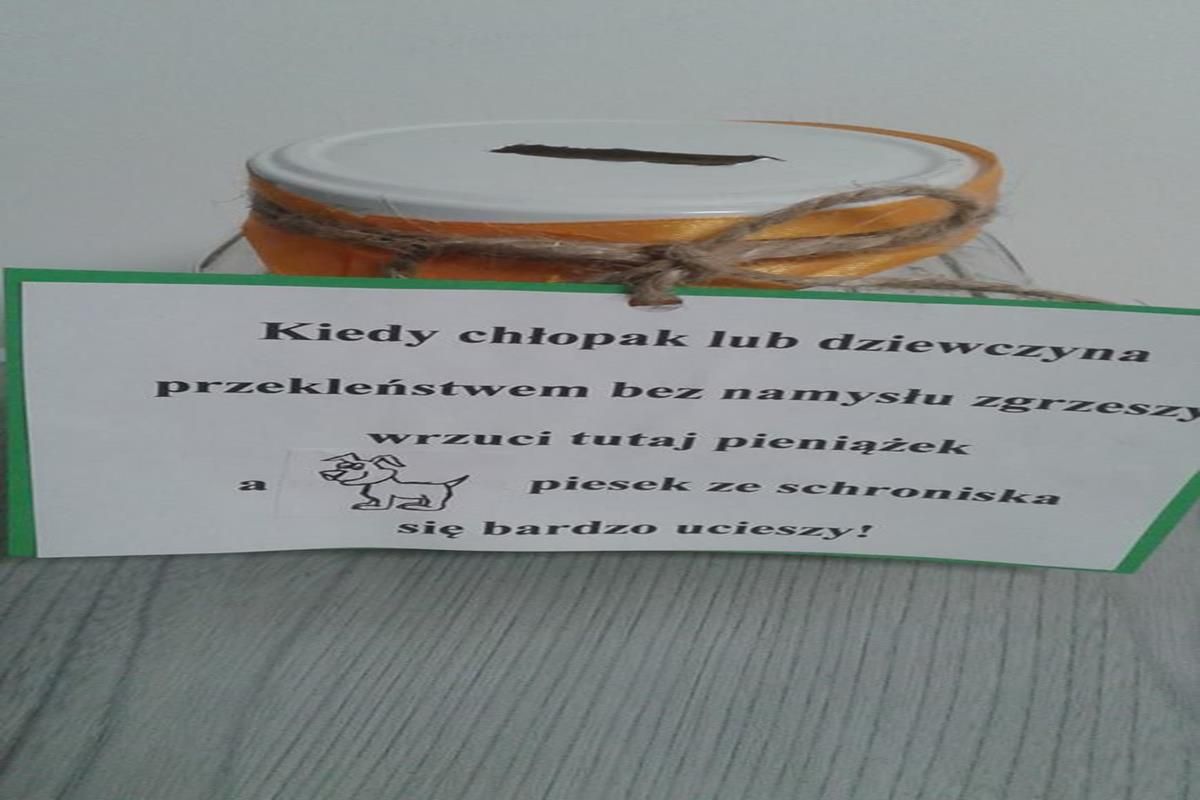 Kiedy chłopak lub dziewczyna
przekleństwem bez namysłu zgrzeszy
wrzuci tutaj pieniążek
a piesek ze schroniska
się bardzo ucieszy!